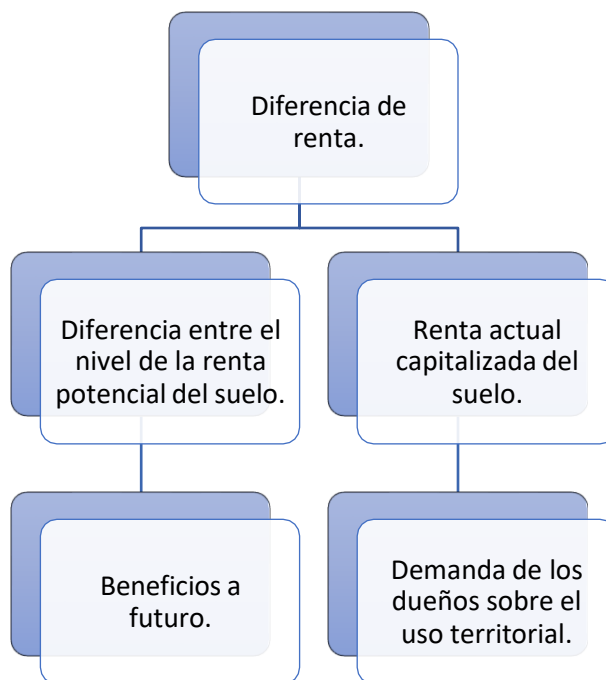 Diferencia de
renta.
Diferencia entre el
nivel de la renta
potencial del suelo.
Renta actual
capitalizada del
suelo.
Beneficios a
futuro.
Demanda de los
dueños sobre el
uso territorial.